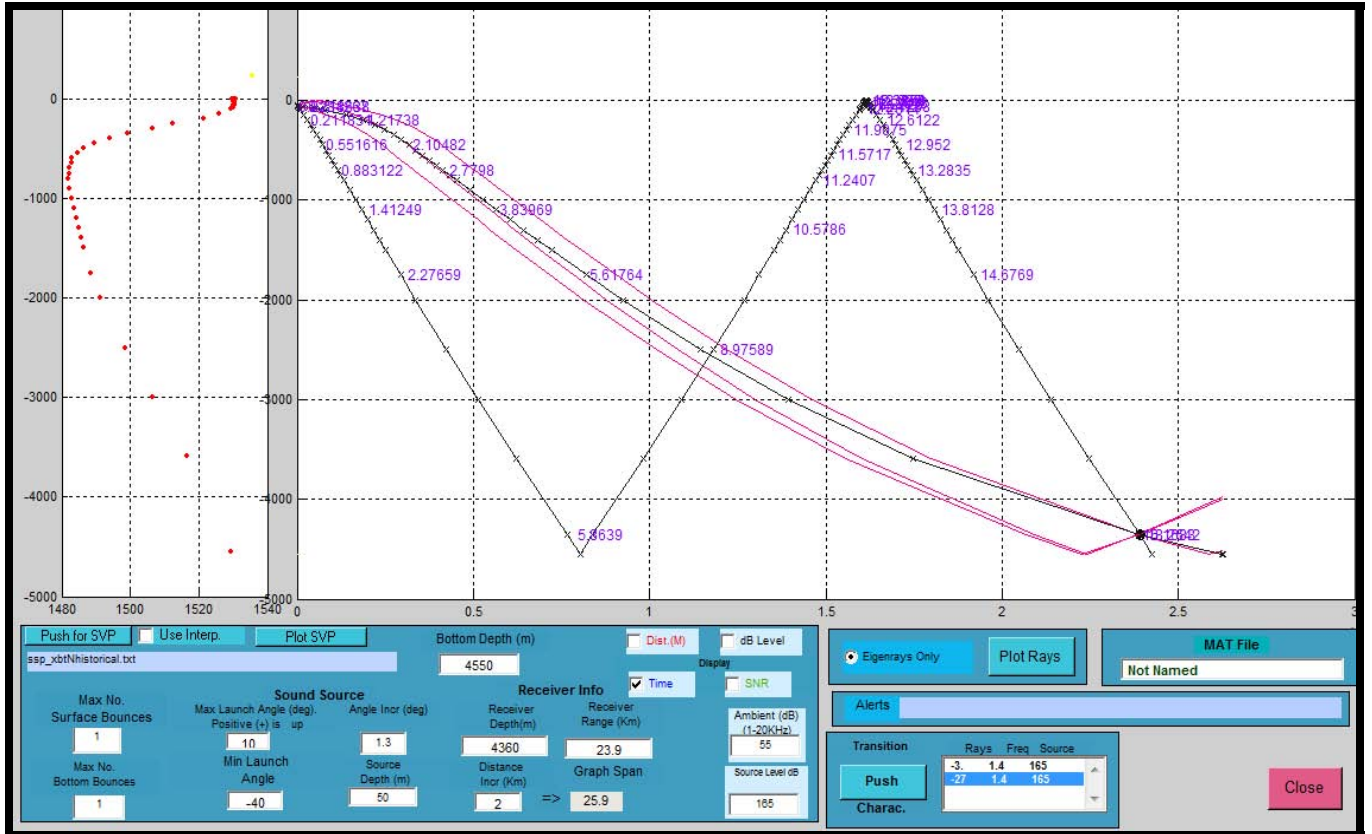 0
-1000
-2000
-3000
-4000
-5000
1480
1500
1520
1540
0
-1000
-2000
-3000
-4000
-5000
0
0.5
1
1.5
2
2.5
3
0.211834
1.21738
0.551616
2.10482
0.883122
2.7798
1.41249
3.83969
2.27659
5.61764
8.97589
5.8639
10.5786
11.2407
11.5717
11.9075
12.6122
12.952
13.2835
13.8128
14.6769
Push for SVP
Use Interp.
Plot SVP
ssp_xbtNhistorical.txt
Bottom Depth (m)
4550
Dist.(M)
dB Level
Display
Time
SNR
Max No.
Surface Bounces
1
Max No.
Bottom Bounces
1
Sound Source
Max Launch Angle (deg).
Positive (+) is up
10
Angle Incr (deg)
1.3
Min Launch
Angle
-40
Source
Depth (m)
50
Receiver Info
Receiver
Depth(m)
4360
Receiver
Range (Km)
23.9
Distance
Incr (Km)
2
=>
Graph Span
25.9
Ambient (dB)
(1-20KHz)
55
Source Level dB
165
Eigenrays Only
Plot Rays
MAT File
Not Named
Alerts
Transition
Push
Charac.
Rays Freq Source
-3. 1.4 165
-27 1.4 165
Close